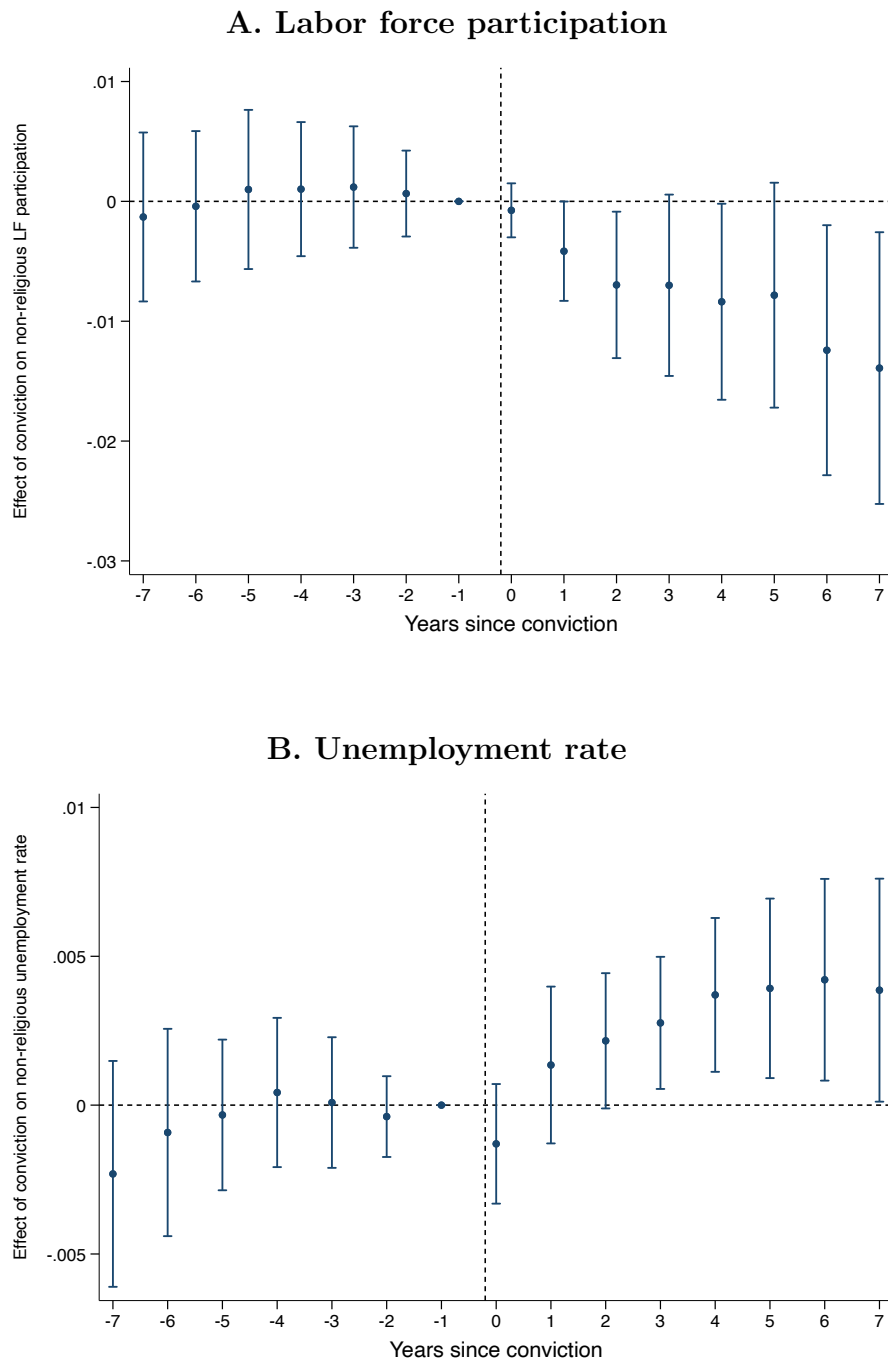 A. Labor force participation
Effect of conviction on non-religious LF participation
.01
0
-.01
-.02
-.03
-7 -6 -5 -4 -3 -2 -1 0 1 2 3 4 5 6 7
Years since conviction
B. Unemployment rate
Effect of conviction on non-religious unemployment rate
.01
.005
0
-.005
-7 -6 -5 -4 -3 -2 -1 0 1 2 3 4 5 6 7
Years since conviction